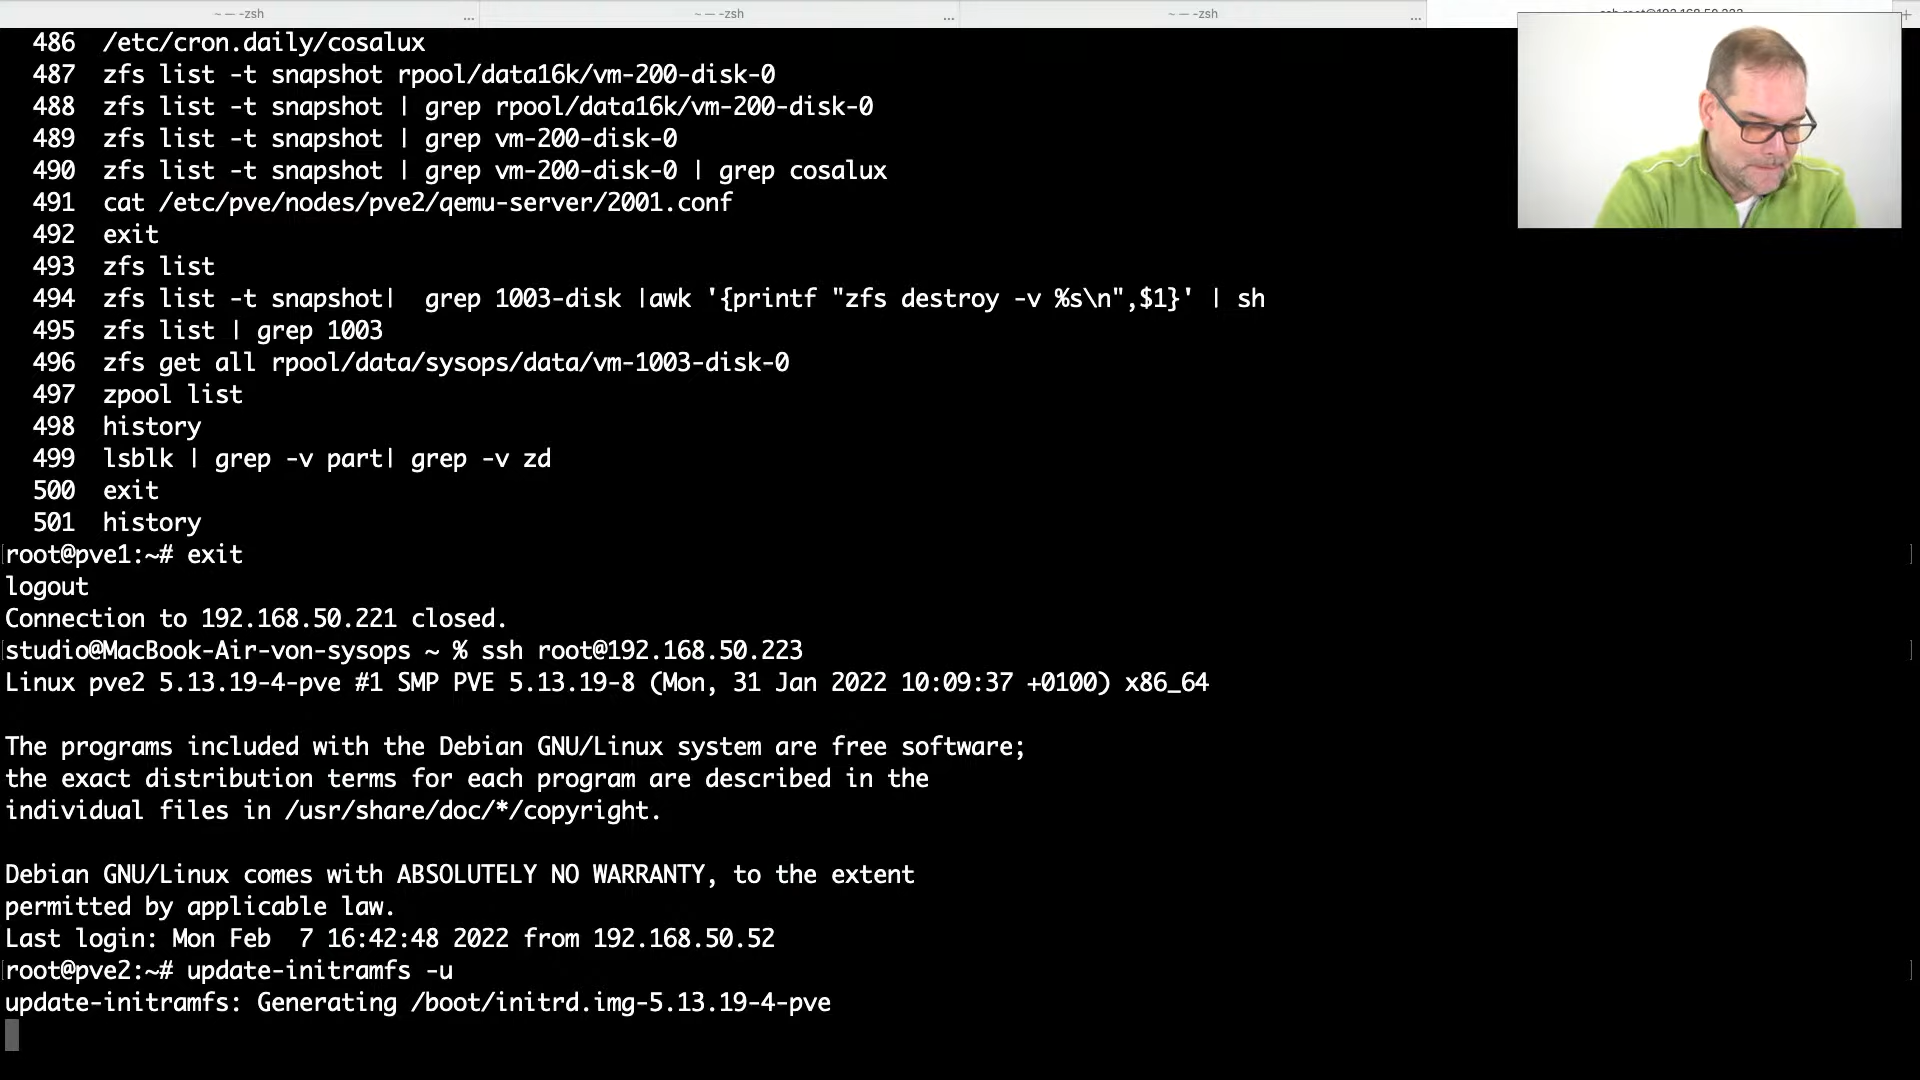 ~ — -zsh
...
~ — -zsh
...
~ — -zsh
...
+
486 /etc/cron.daily/cosalux
487 zfs list -t snapshot rpool/data16k/vm-200-disk-0
488 zfs list -t snapshot | grep rpool/data16k/vm-200-disk-0
489 zfs list -t snapshot | grep vm-200-disk-0
490 zfs list -t snapshot | grep vm-200-disk-0 | grep cosalux
491 cat /etc/pve/nodes/pve2/qemu-server/2001.conf
492 exit
493 zfs list
494 zfs list -t snapshot|  grep 1003-disk |awk '{printf "zfs destroy -v %s\n",$1}' | sh
495 zfs list | grep 1003
496 zfs get all rpool/data/sysops/data/vm-1003-disk-0
497 zpool list
498 history
499 lsblk | grep -v part| grep -v zd
500 exit
501 history
[root@pve1:~# exit ]
logout
Connection to 192.168.50.221 closed.
[studio@MacBook-Air-von-sysops ~ % ssh root@192.168.50.223 ]
Linux pve2 5.13.19-4-pve #1 SMP PVE 5.13.19-8 (Mon, 31 Jan 2022 10:09:37 +0100) x86_64
The programs included with the Debian GNU/Linux system are free software;
the exact distribution terms for each program are described in the
individual files in /usr/share/doc/*/copyright.
Debian GNU/Linux comes with ABSOLUTELY NO WARRANTY, to the extent
permitted by applicable law.
Last login: Mon Feb  7 16:42:48 2022 from 192.168.50.52
[root@pve2:~# update-initramfs -u ]
update-initramfs: Generating /boot/initrd.img-5.13.19-4-pve